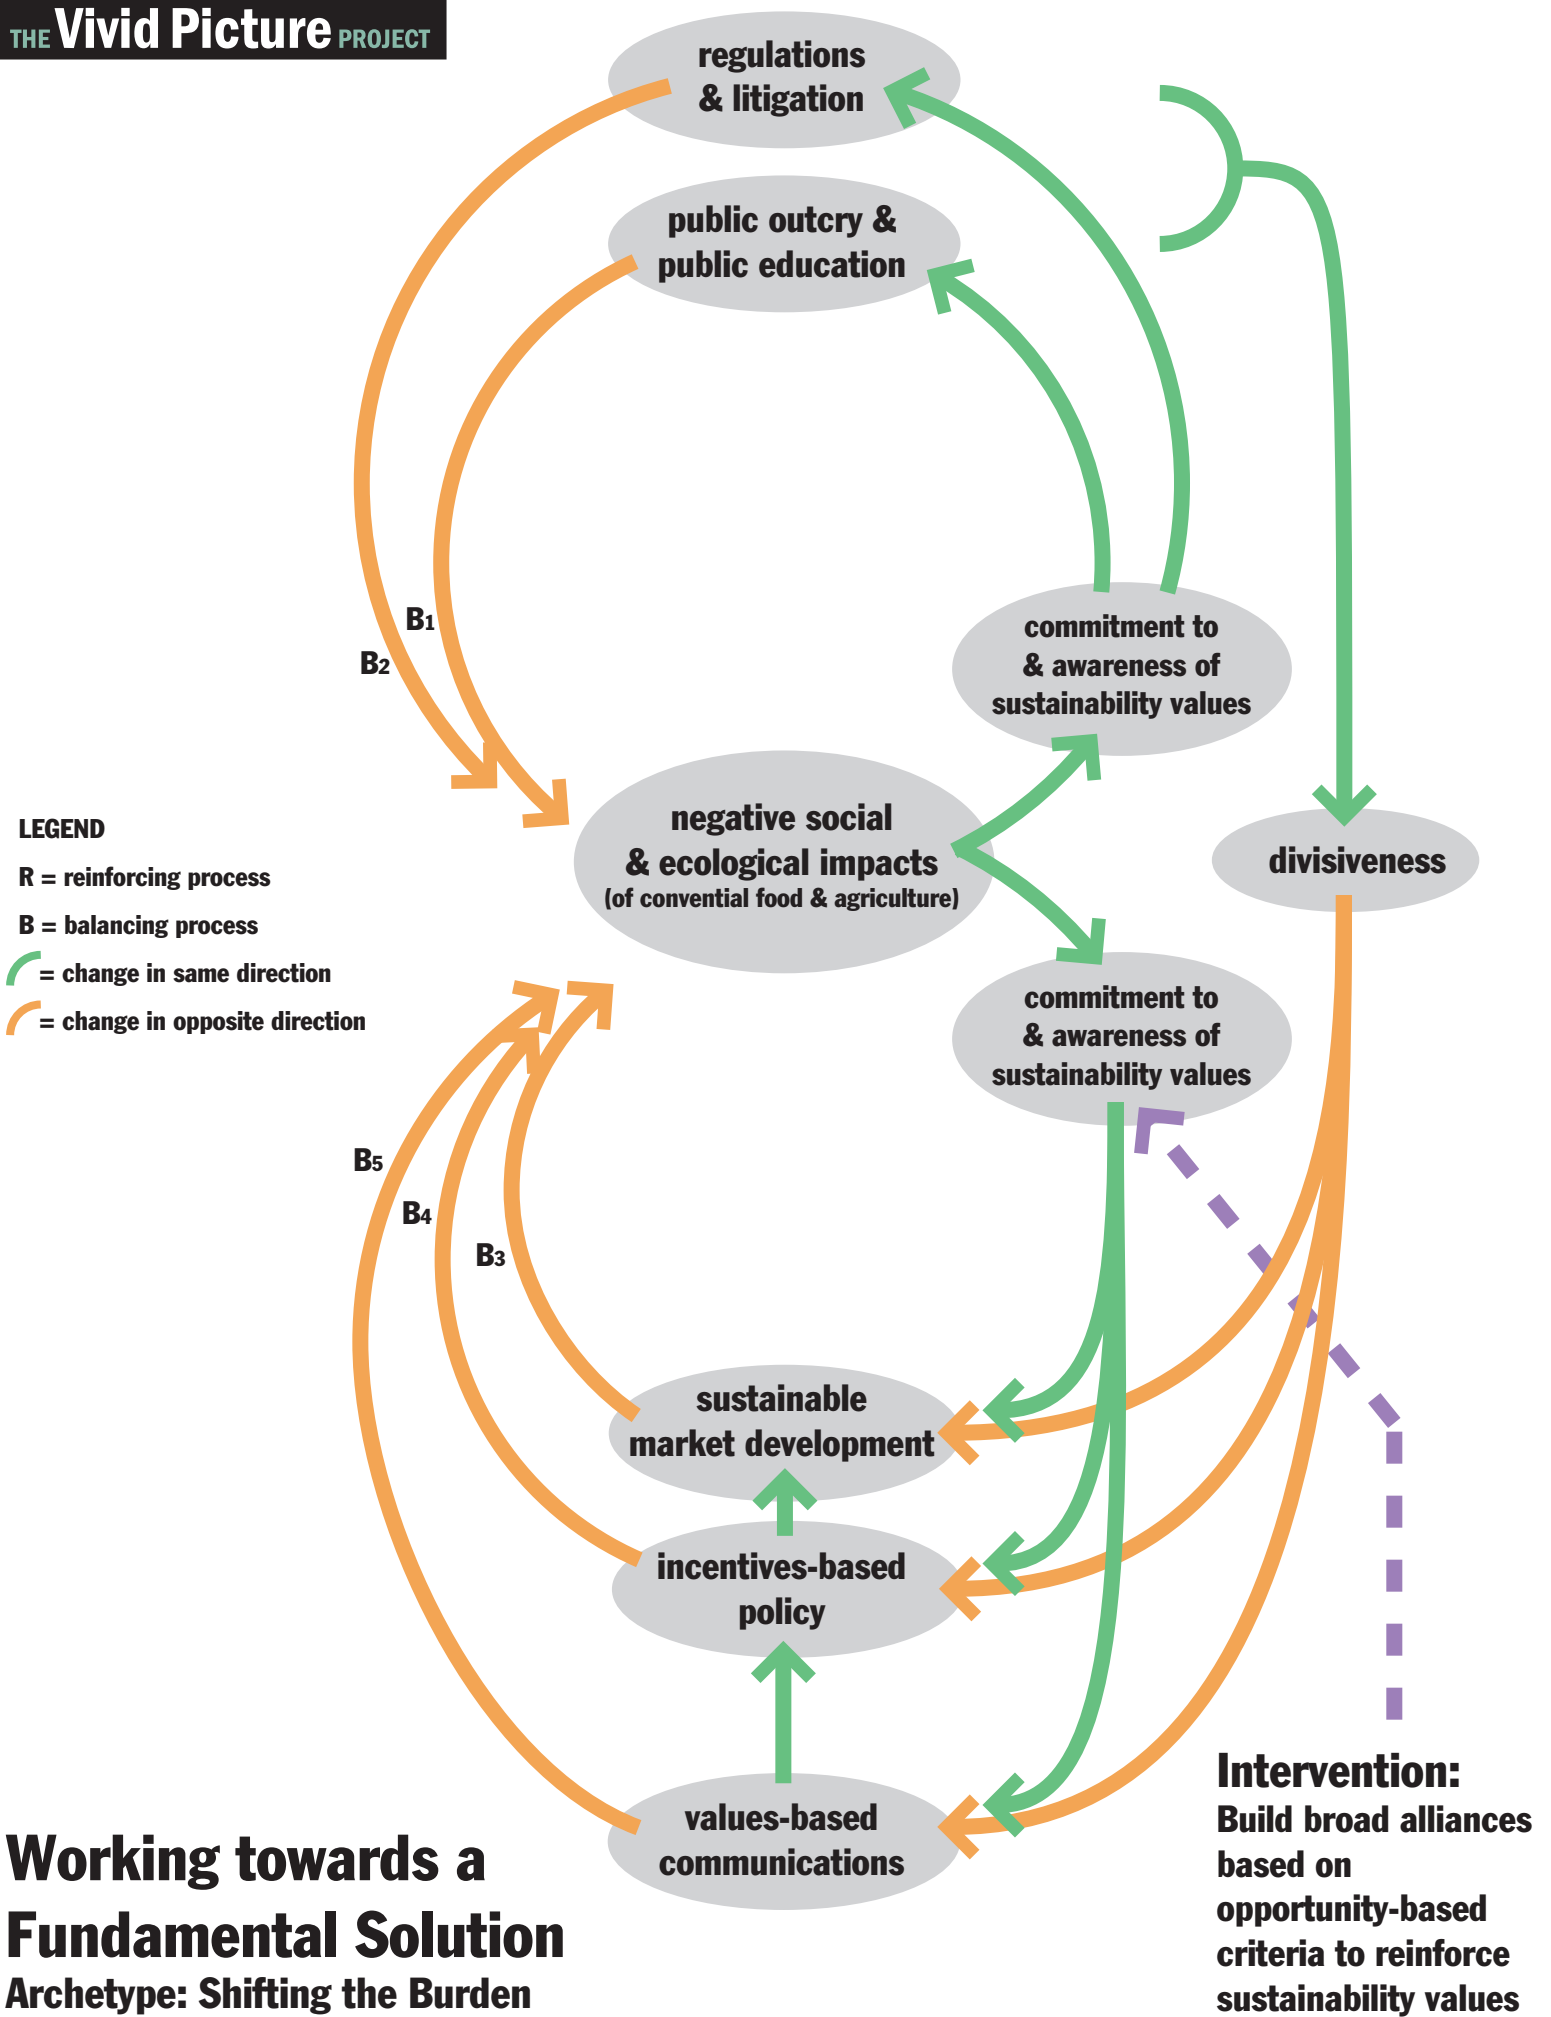 THE Vivid Picture PROJECT
regulations
& litigation
public outcry &
public education
B1
B2
commitment to
& awareness of
sustainability values
negative social
& ecological impacts
(of convential food & agriculture)
divisiveness
LEGEND
R = reinforcing process
B = balancing process
= change in same direction
= change in opposite direction
commitment to
& awareness of
sustainability values
B5
B4
B3
sustainable
market development
incentives-based
policy
values-based
communications
Intervention:
Build broad alliances
based on
opportunity-based
criteria to reinforce
sustainability values
Working towards a
Fundamental Solution
Archetype: Shifting the Burden